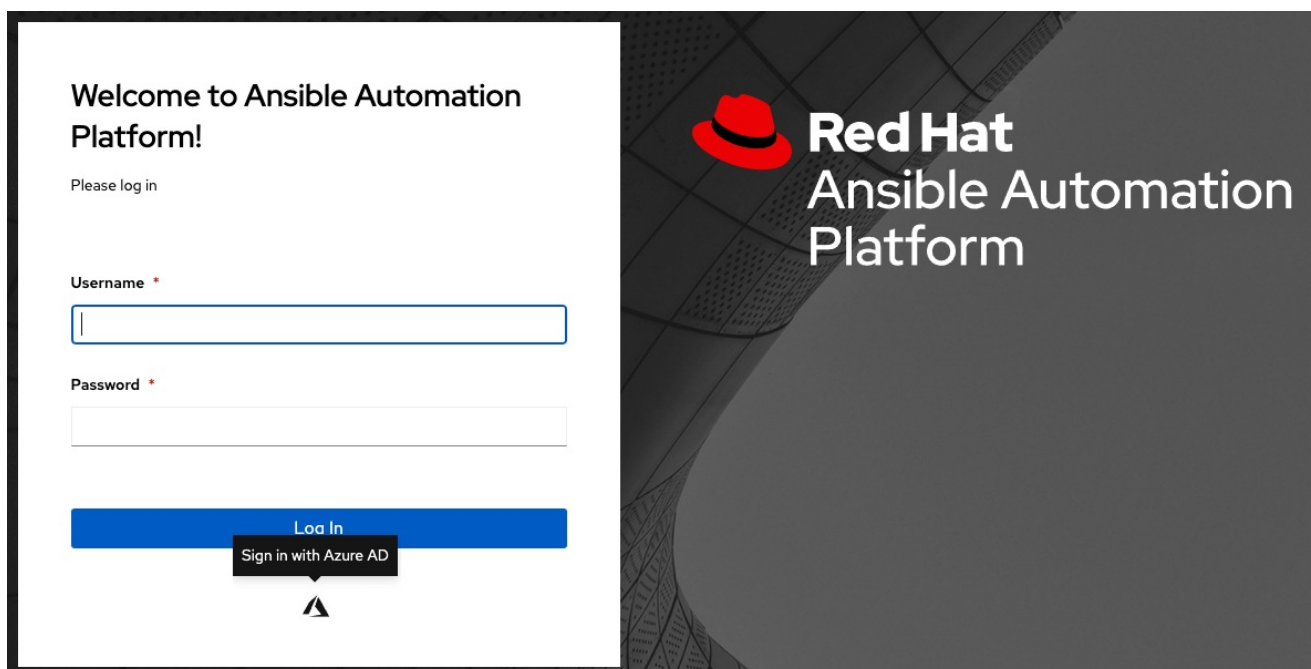 Welcome to Ansible Automation
Platform!
Please log in
Username *
Password *
Log In
Sign in with Azure AD
Red Hat
Ansible Automation
Platform